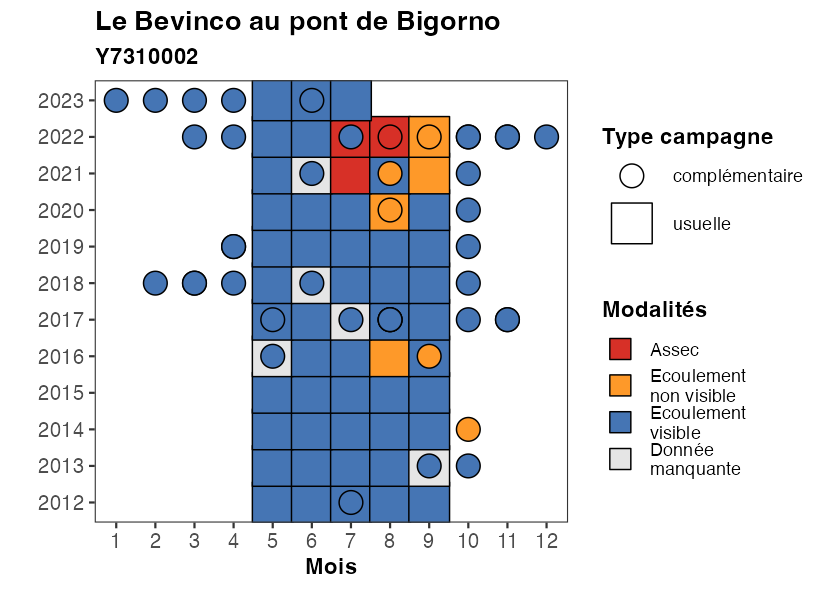 Le Bevinco au pont de Bigorno
Y7310002
2023
2022
2021
2020
2019
2018
2017
2016
2015
2014
2013
2012
1 2 3 4 5 6 7 8 9 10 11 12
Mois
Type campagne
complémentaire
usuelle
Modalités
Assec
Ecoulement
non visible
Ecoulement
visible
Donnée
manquante